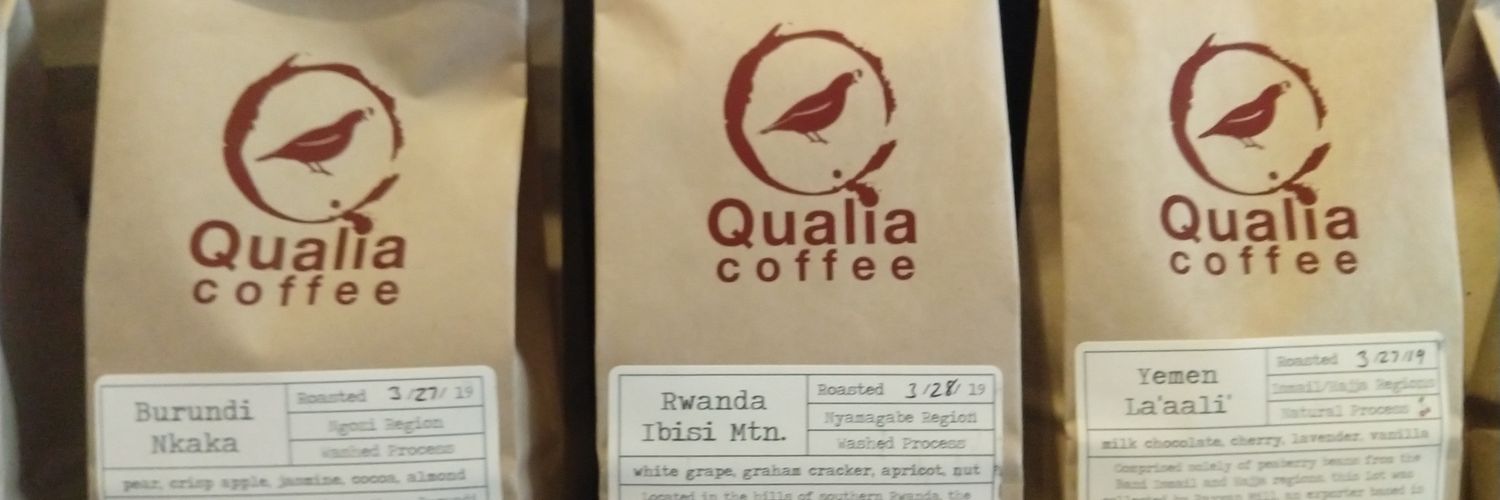 Qualia
coffee
Burundi
Nkaka
Roasted 3/27/ 19
Ngozi Region
Washed Process
pear, crisp apple, jasmine, cocoa, almond
Qualia
coffee
Rwanda
Ibisi Mtn.
Roasted 3/28/ 19
Nyamagabe Region
Washed Process
white grape, graham cracker, apricot, nut
Located in the hills of southern Rwanda, the
Qualia
coffee
Yemen
La'aali'
Roasted 3/27/19
Ismail/Hajja Regions
Natural Process
milk chocolate, cherry, lavender, vanilla
Comprised solely of peaberry beans from the
Bani Ismail and Hajja regions, this lot was